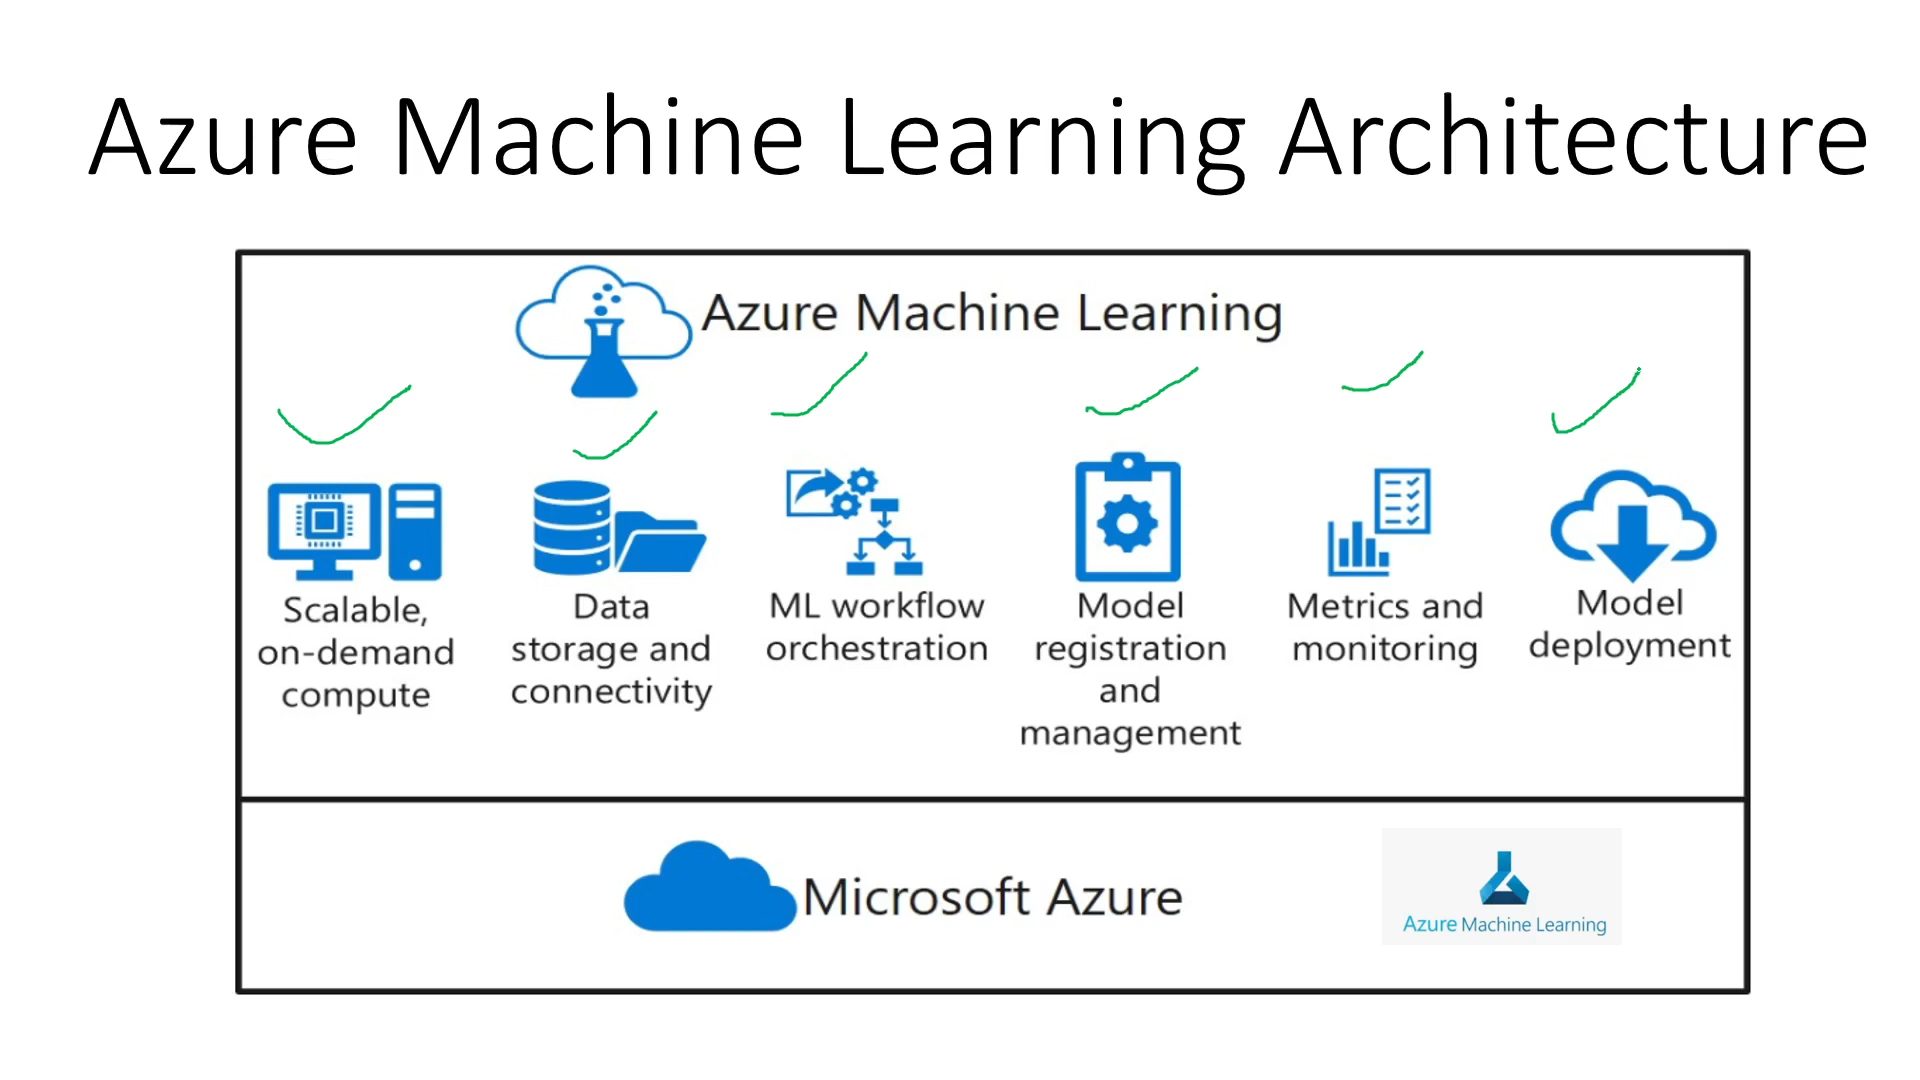 Azure Machine Learning Architecture
Azure Machine Learning
Scalable,
on-demand
compute
Data
storage and
connectivity
ML workflow
orchestration
Model
registration
and
management
Metrics and
monitoring
Model
deployment
Microsoft Azure
Azure Machine Learning